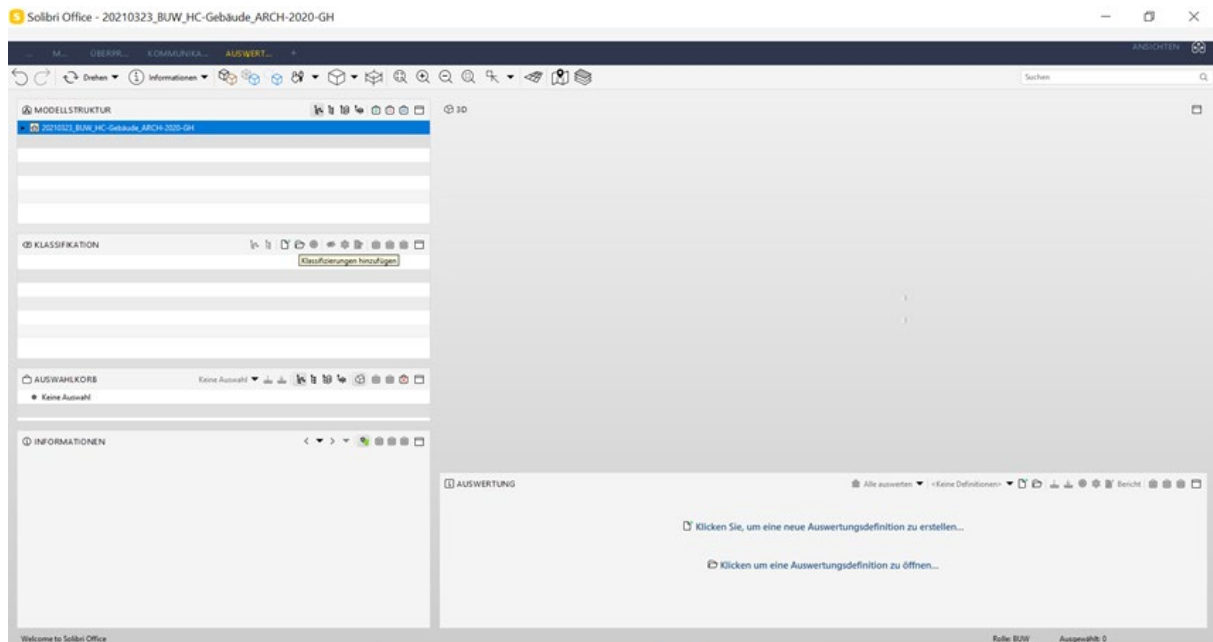 Solibri Office - 20210323_BUW_HC-Gebäude_ARCH-2020-GH
... M... ÜBERPR... KOMMUNIKA... AUSWERT... + ANSICHTEN
Drehen Informationen Suchen
MODELLSTRUKTUR
20210323_BUW_HC-Gebäude_ARCH-2020-GH
3D
KLASSIFIKATION
Klassifizierungen hinzufügen
AUSWAHLKORB Keine Auswahl
Keine Auswahl
INFORMATIONEN
AUSWERTUNG Alle auswerten <Keine Definitionen> Bericht
Klicken Sie, um eine neue Auswertungsdefinition zu erstellen...
Klicken um eine Auswertungsdefinition zu öffnen...
Welcome to Solibri Office Rolle: BUW Ausgewählt: 0